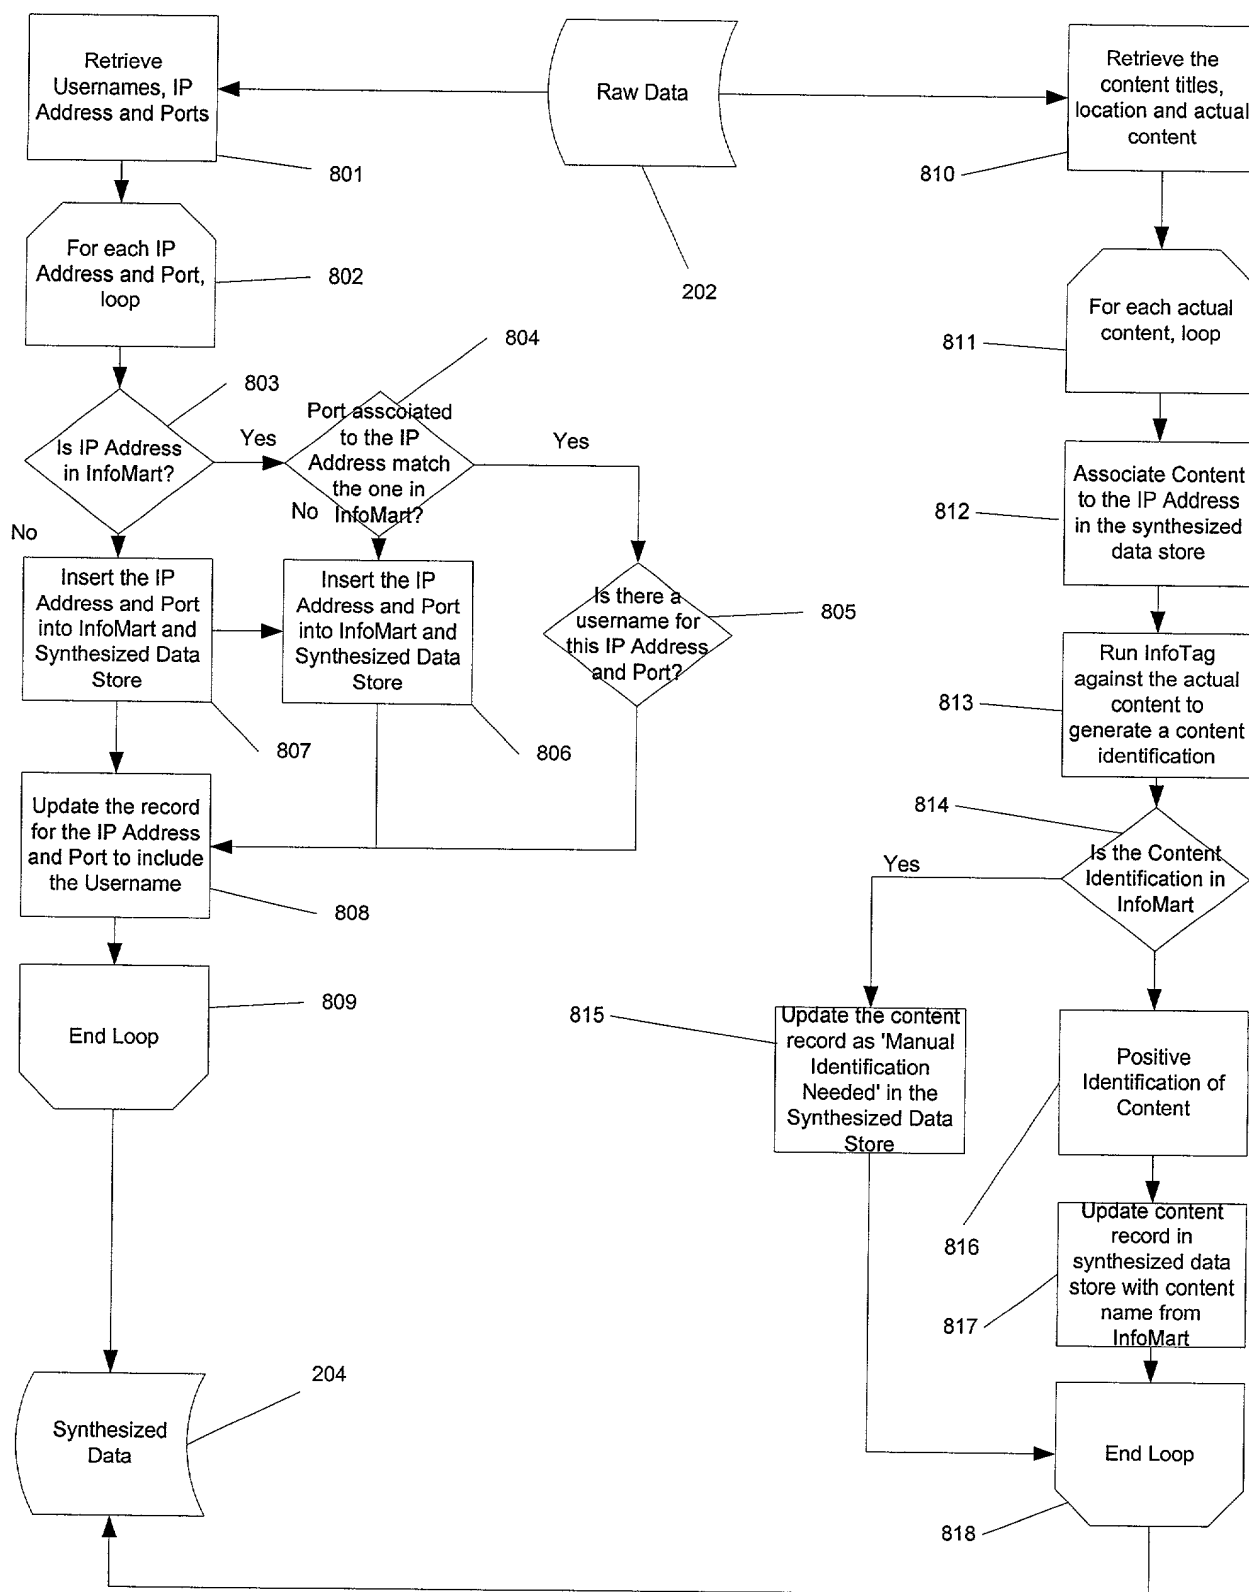 Retrieve
Usernames, IP
Address and Ports
801
Raw Data
202
Retrieve the
content titles,
location and actual
content
810
For each IP
Address and Port,
loop
802
For each actual
content, loop
811
803
Is IP Address
in InfoMart?
Yes
No
804
Port asscoiated
to the IP
Address match
the one in
InfoMart?
Yes
No
Associate Content
to the IP Address
in the synthesized
data store
812
Insert the IP
Address and Port
into InfoMart and
Synthesized Data
Store
807
Insert the IP
Address and Port
into InfoMart and
Synthesized Data
Store
806
Is there a
username for
this IP Address
and Port?
805
Run InfoTag
against the actual
content to
generate a content
identification
813
Update the record
for the IP Address
and Port to include
the Username
808
814
Is the Content
Identification in
InfoMart
Yes
End Loop
809
815
Update the content
record as 'Manual
Identification
Needed' in the
Synthesized Data
Store
Positive
Identification of
Content
816
Update content
record in
synthesized data
store with content
name from
InfoMart
817
Synthesized
Data
204
End Loop
818